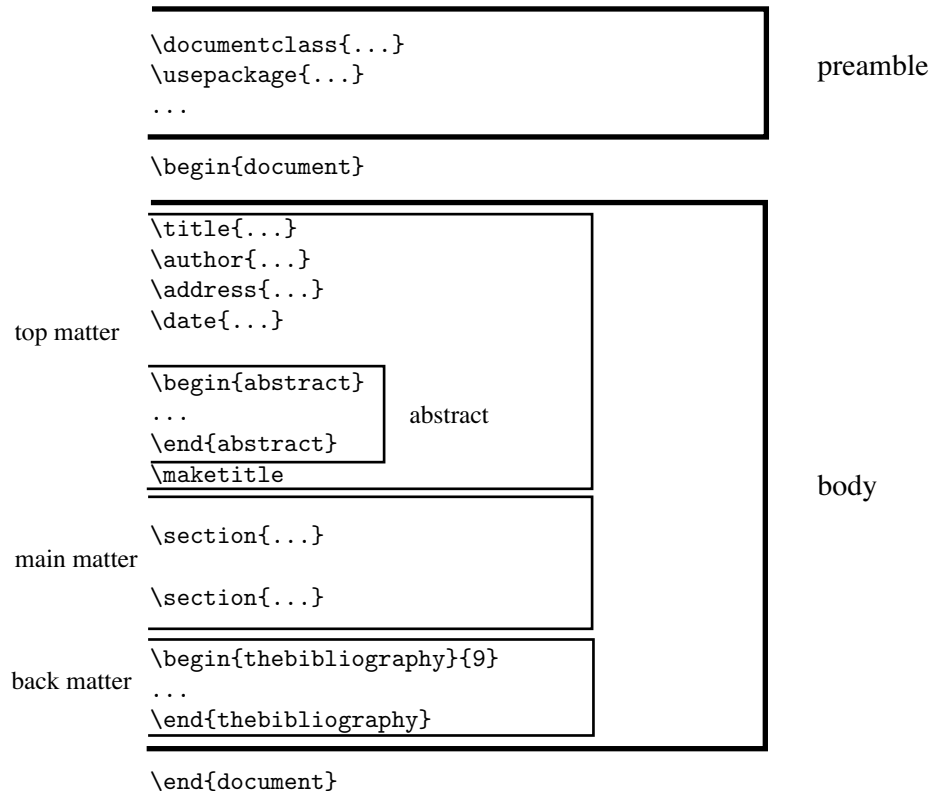 \documentclass{...}
\usepackage{...}
...
preamble
\begin{document}
\title{...}
\author{...}
\address{...}
\date{...}
top matter
\begin{abstract}
...
\end{abstract}
abstract
\maketitle
body
\section{...}
main matter
\section{...}
\begin{thebibliography}{9}
...
\end{thebibliography}
back matter
\end{document}